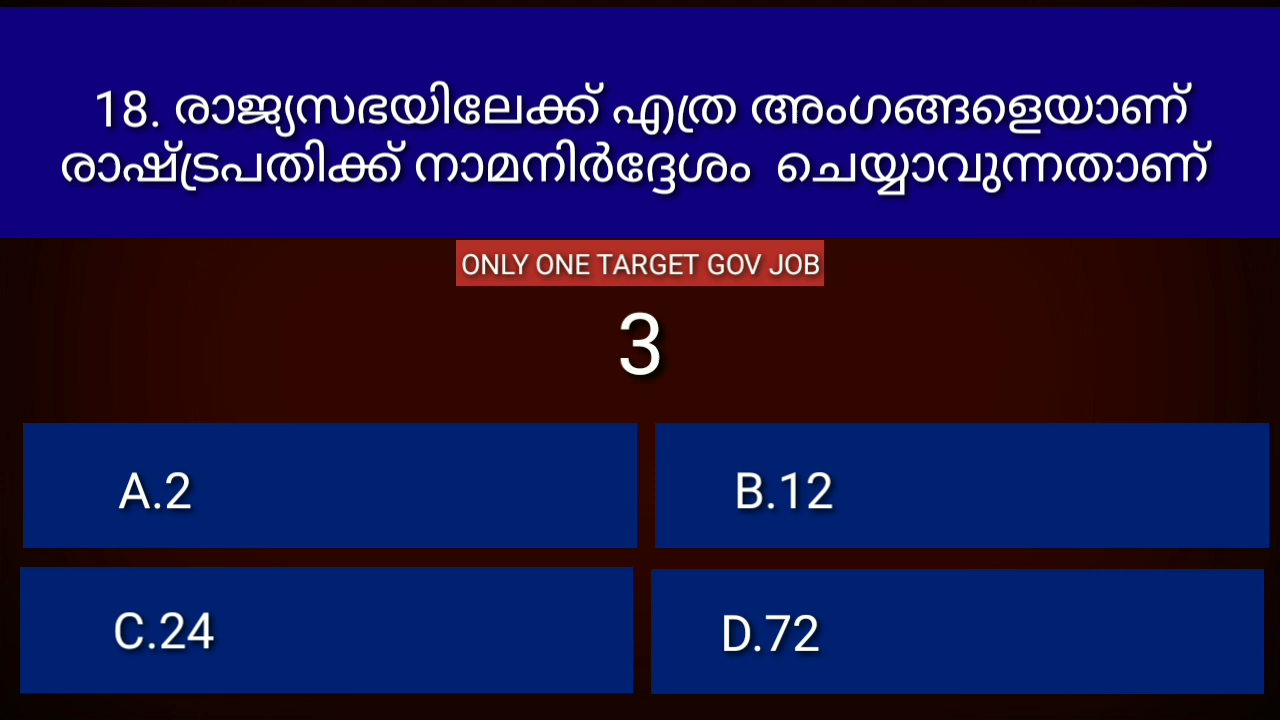 18. രാജ്യസഭയിലേക്ക് എത്ര അംഗങ്ങളെയാണ്
രാഷ്ട്രപതിക്ക് നാമനിർദ്ദേശം ചെയ്യാവുന്നതാണ്
ONLY ONE TARGET GOV JOB
3
A.2
B.12
C.24
D.72